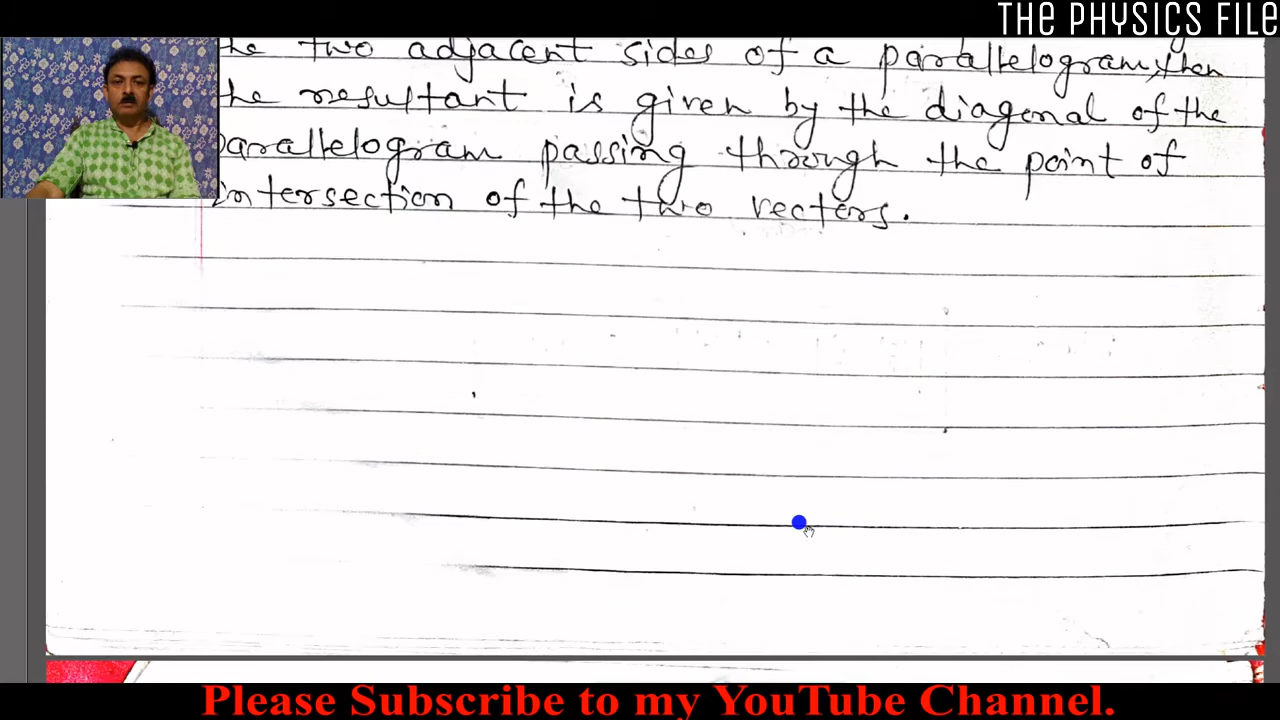 THE PHYSICS FILE
the two adjacent sides of a parallelogram, then
the resultant is given by the diagonal of the
parallelogram passing through the point of
intersection of the two vectors.
Please Subscribe to my YouTube Channel.